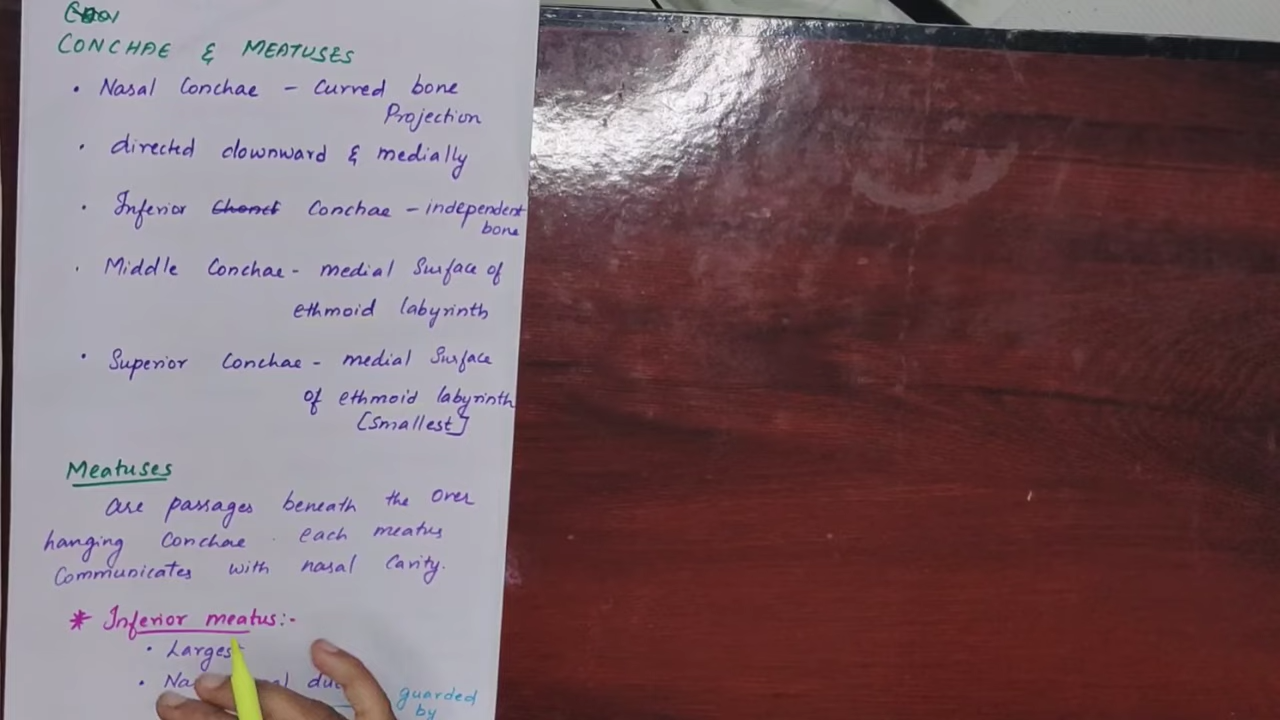 CONCHAE & MEATUSES
• Nasal Conchae - Curved bone
Projection
• directed downward & medially
• Inferior Conchae - independent
bone
• Middle Conchae - medial Surface of
ethmoid labyrinth
• Superior Conchae - medial Surface
of ethmoid labyrinth
[Smallest]
Meatuses
are passages beneath the over
hanging Conchae. each meatus
Communicates with nasal Cavity.
* Inferior meatus:-
• Largest
guarded
by